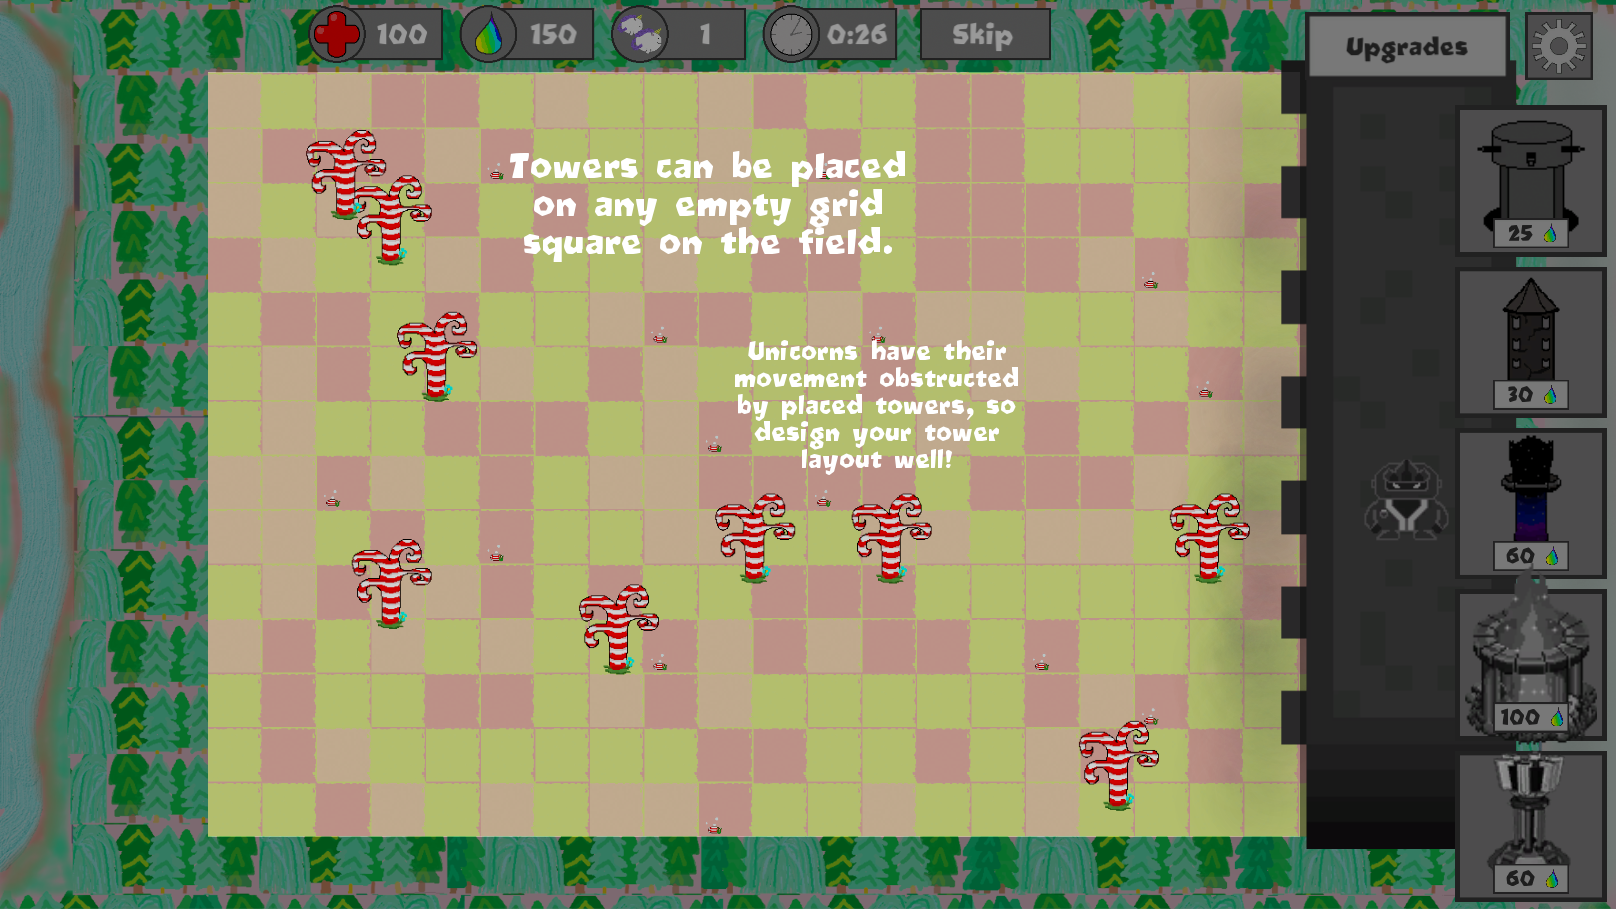 100
150
1
0:26
Skip
Upgrades
Towers can be placed
on any empty grid
square on the field.
Unicorns have their
movement obstructed
by placed towers, so
design your tower
layout well!
25
30
60
100
60